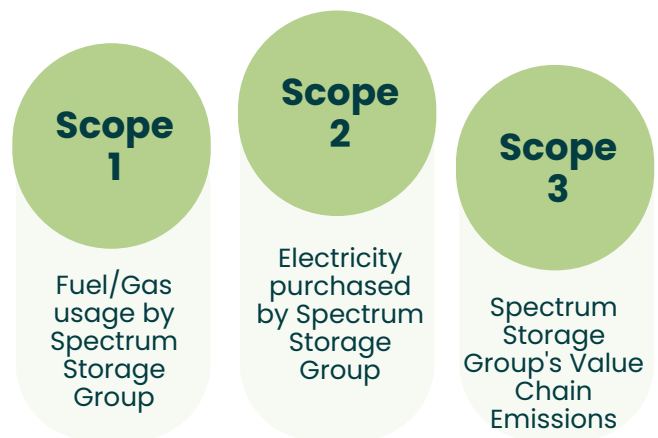 Scope
1
Fuel/Gas
usage by
Spectrum
Storage
Group
Scope
2
Electricity
purchased
by Spectrum
Storage
Group
Scope
3
Spectrum
Storage
Group's Value
Chain
Emissions